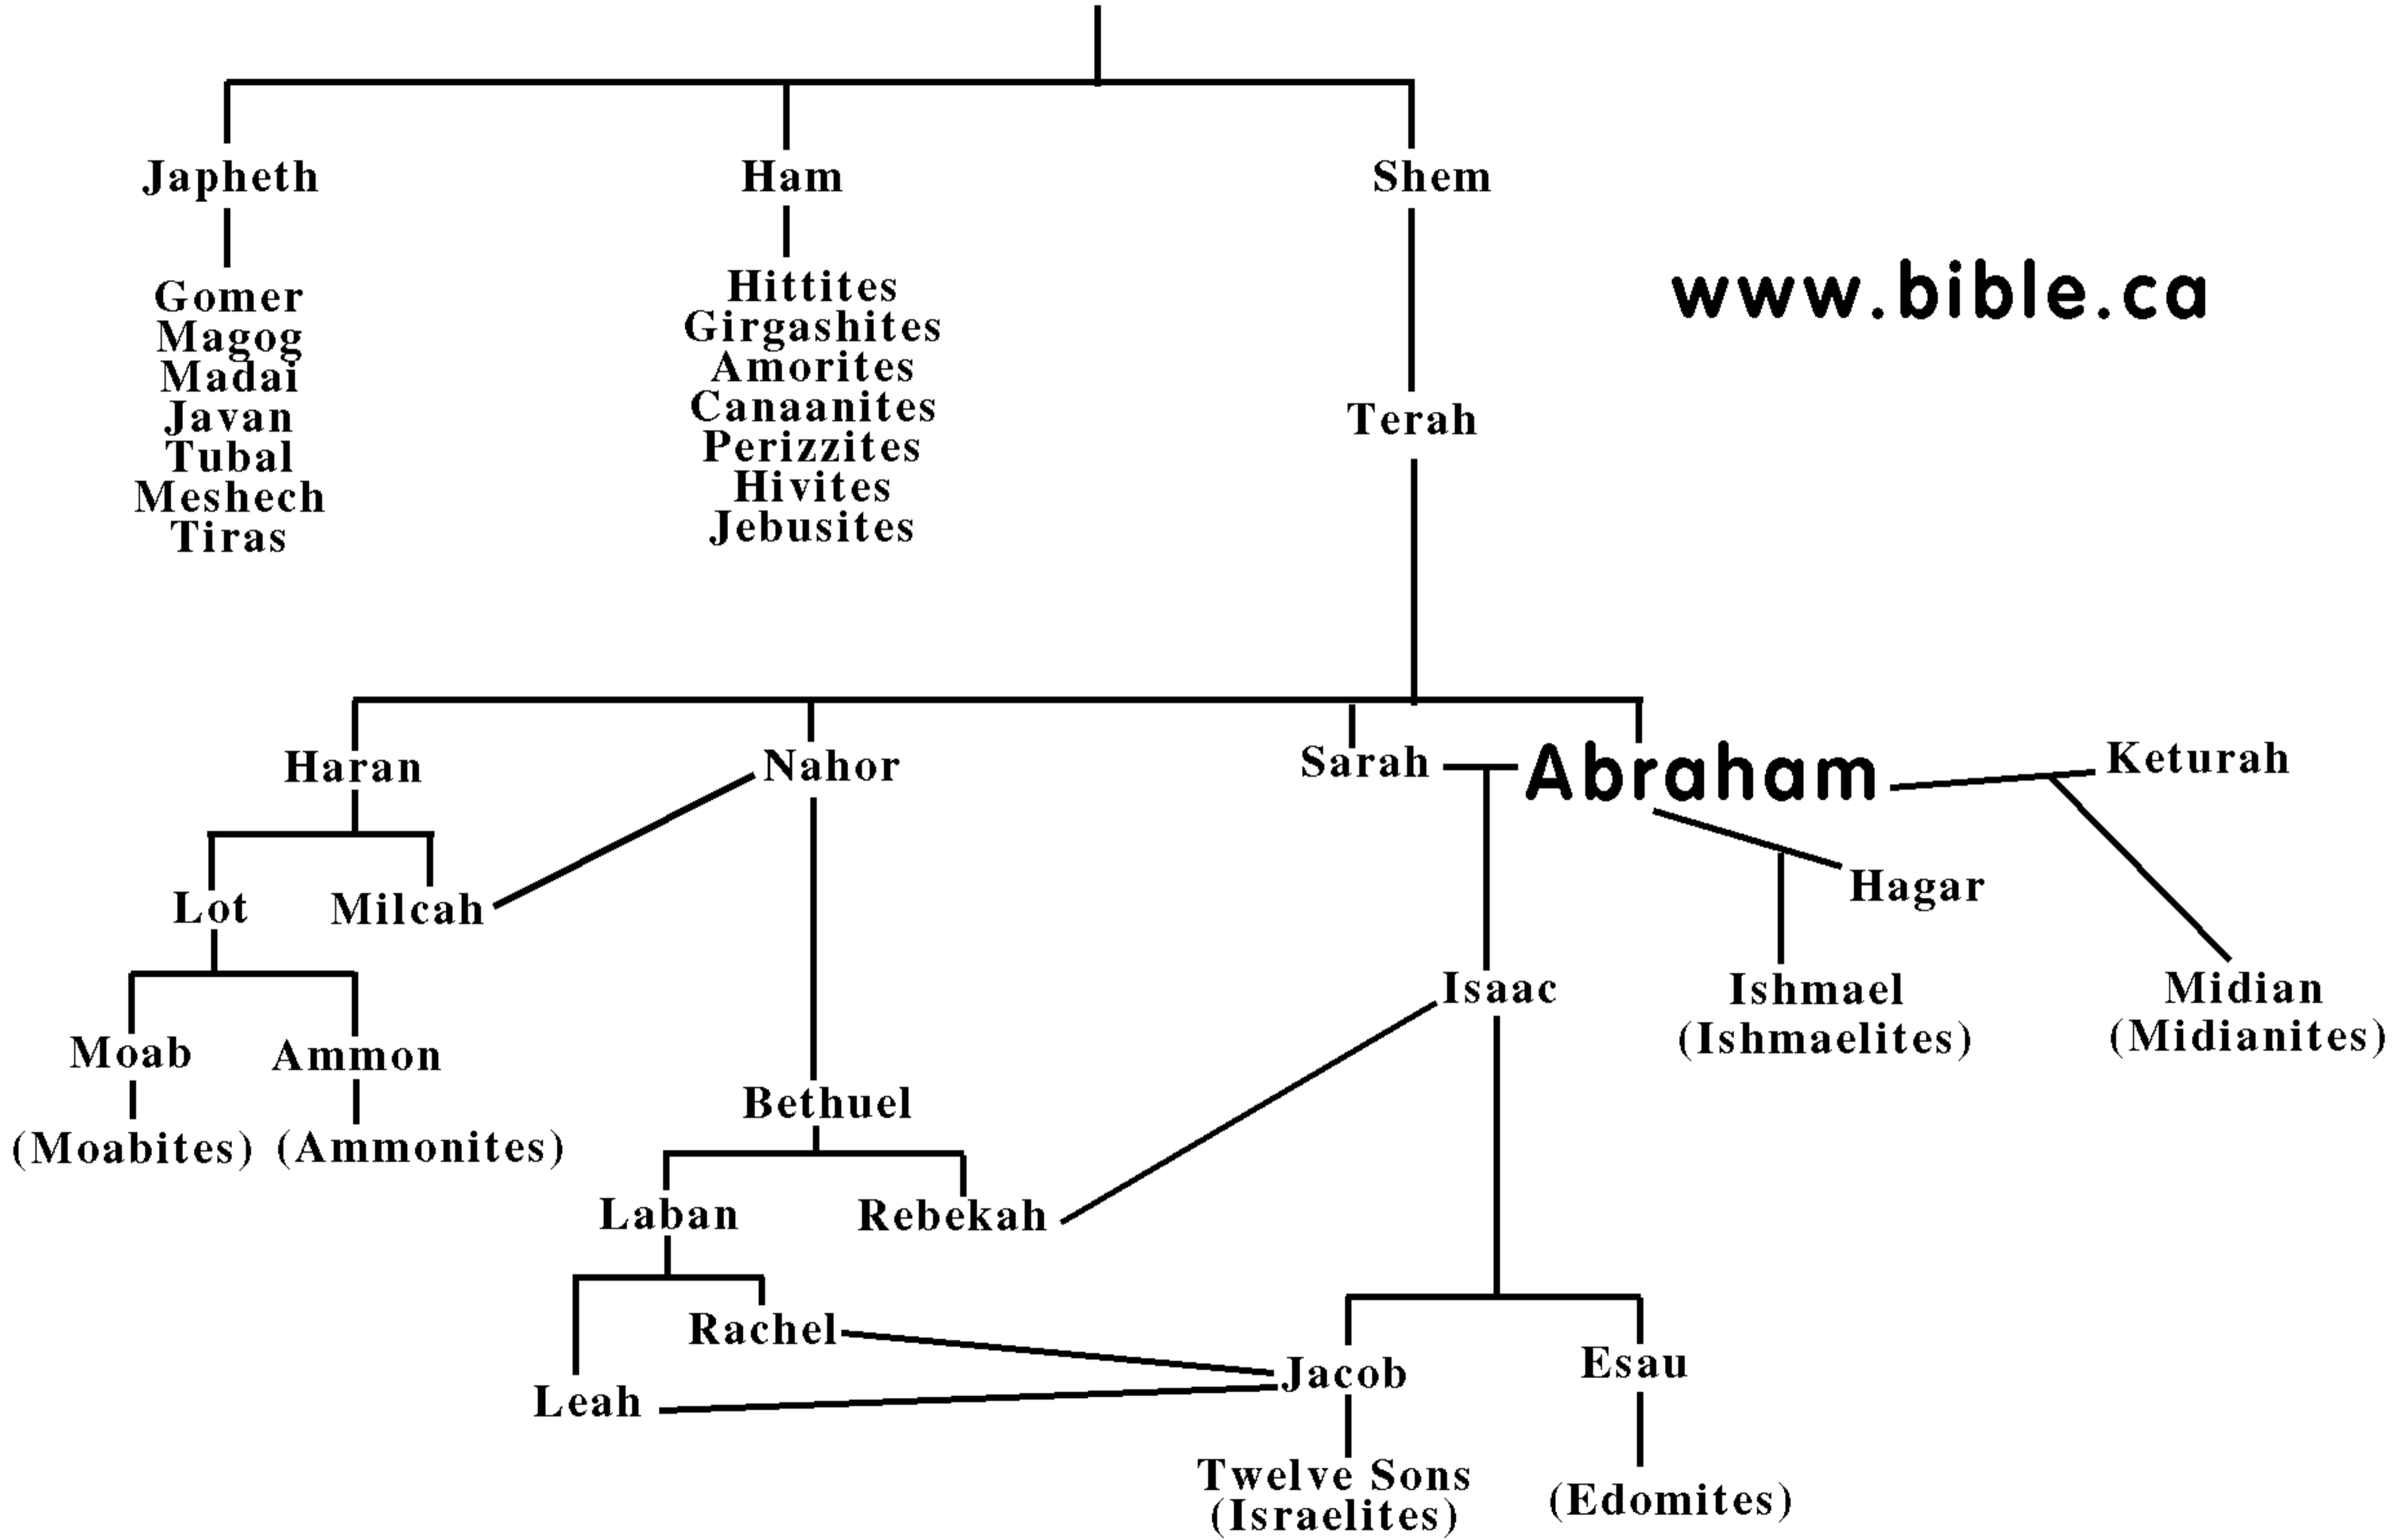 Japheth
Ham
Shem
Gomer
Magog
Madai
Javan
Tubal
Meshech
Tiras
Hittites
Girgashites
Amorites
Canaanites
Perizzites
Hivites
Jebusites
www.bible.ca
Terah
Haran
Nahor
Sarah
Abraham
Keturah
Hagar
Lot
Milcah
Isaac
Ishmael
(Ishmaelites)
Midian
(Midianites)
Moab
Ammon
(Moabites)
(Ammonites)
Bethuel
Laban
Rebekah
Rachel
Leah
Jacob
Esau
Twelve Sons
(Israelites)
(Edomites)